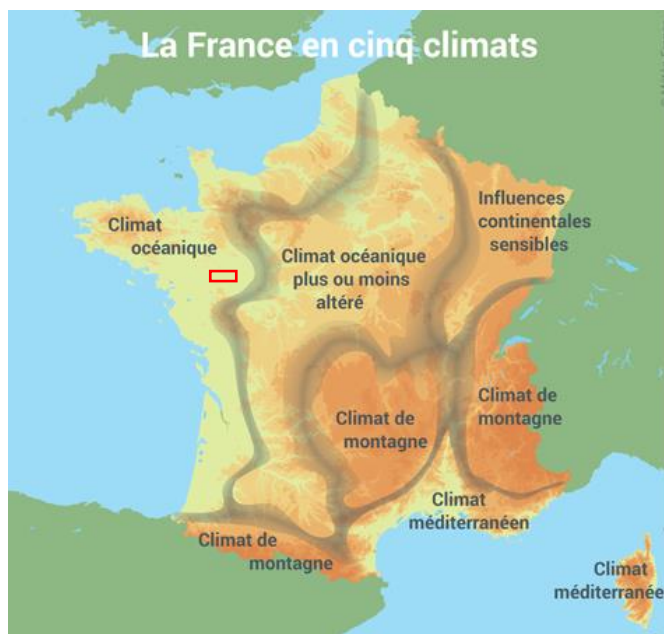 La France en cinq climats
Climat
océanique
Influences
continentales
sensibles
Climat océanique
plus ou moins
altéré
Climat de
montagne
Climat de
montagne
Climat
méditerranéen
Climat de
montagne
Climat
méditerranée